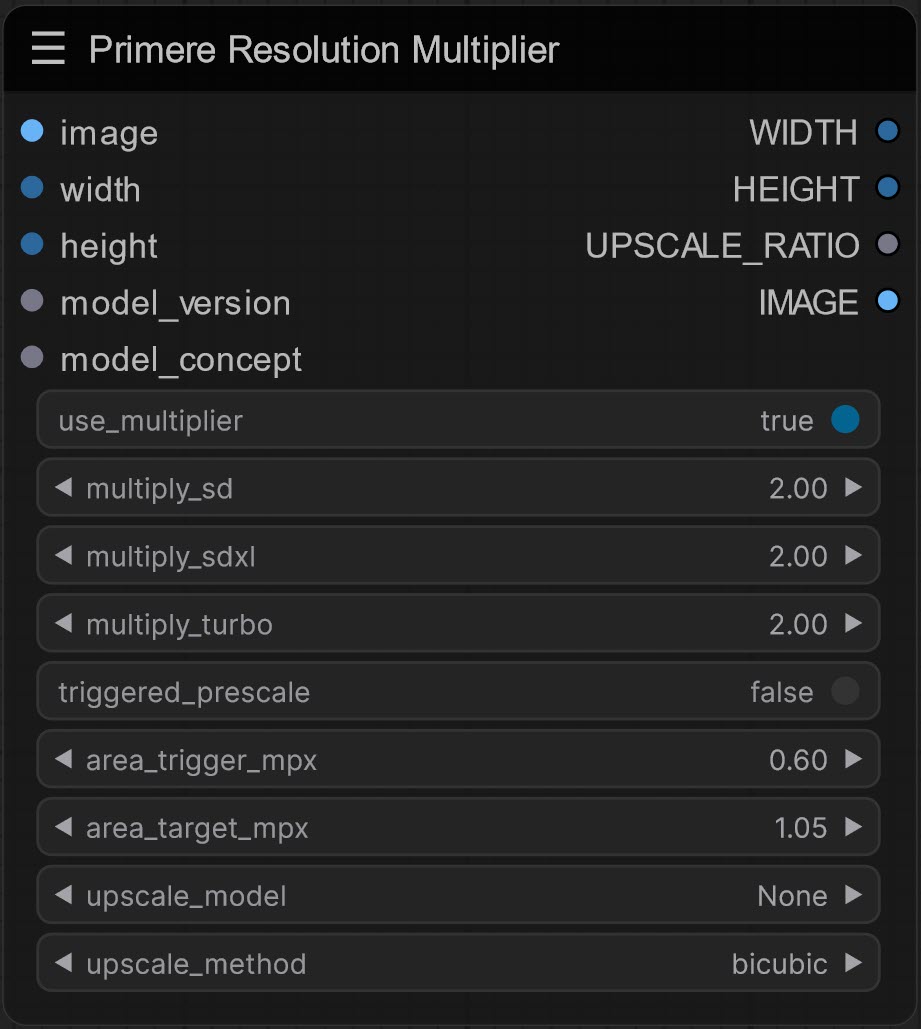 Primere Resolution Multiplier
image WIDTH
width HEIGHT
height UPSCALE_RATIO
model_version IMAGE
model_concept
use_multiplier true
multiply_sd 2.00
multiply_sdxl 2.00
multiply_turbo 2.00
triggered_prescale false
area_trigger_mpx 0.60
area_target_mpx 1.05
upscale_model None
upscale_method bicubic